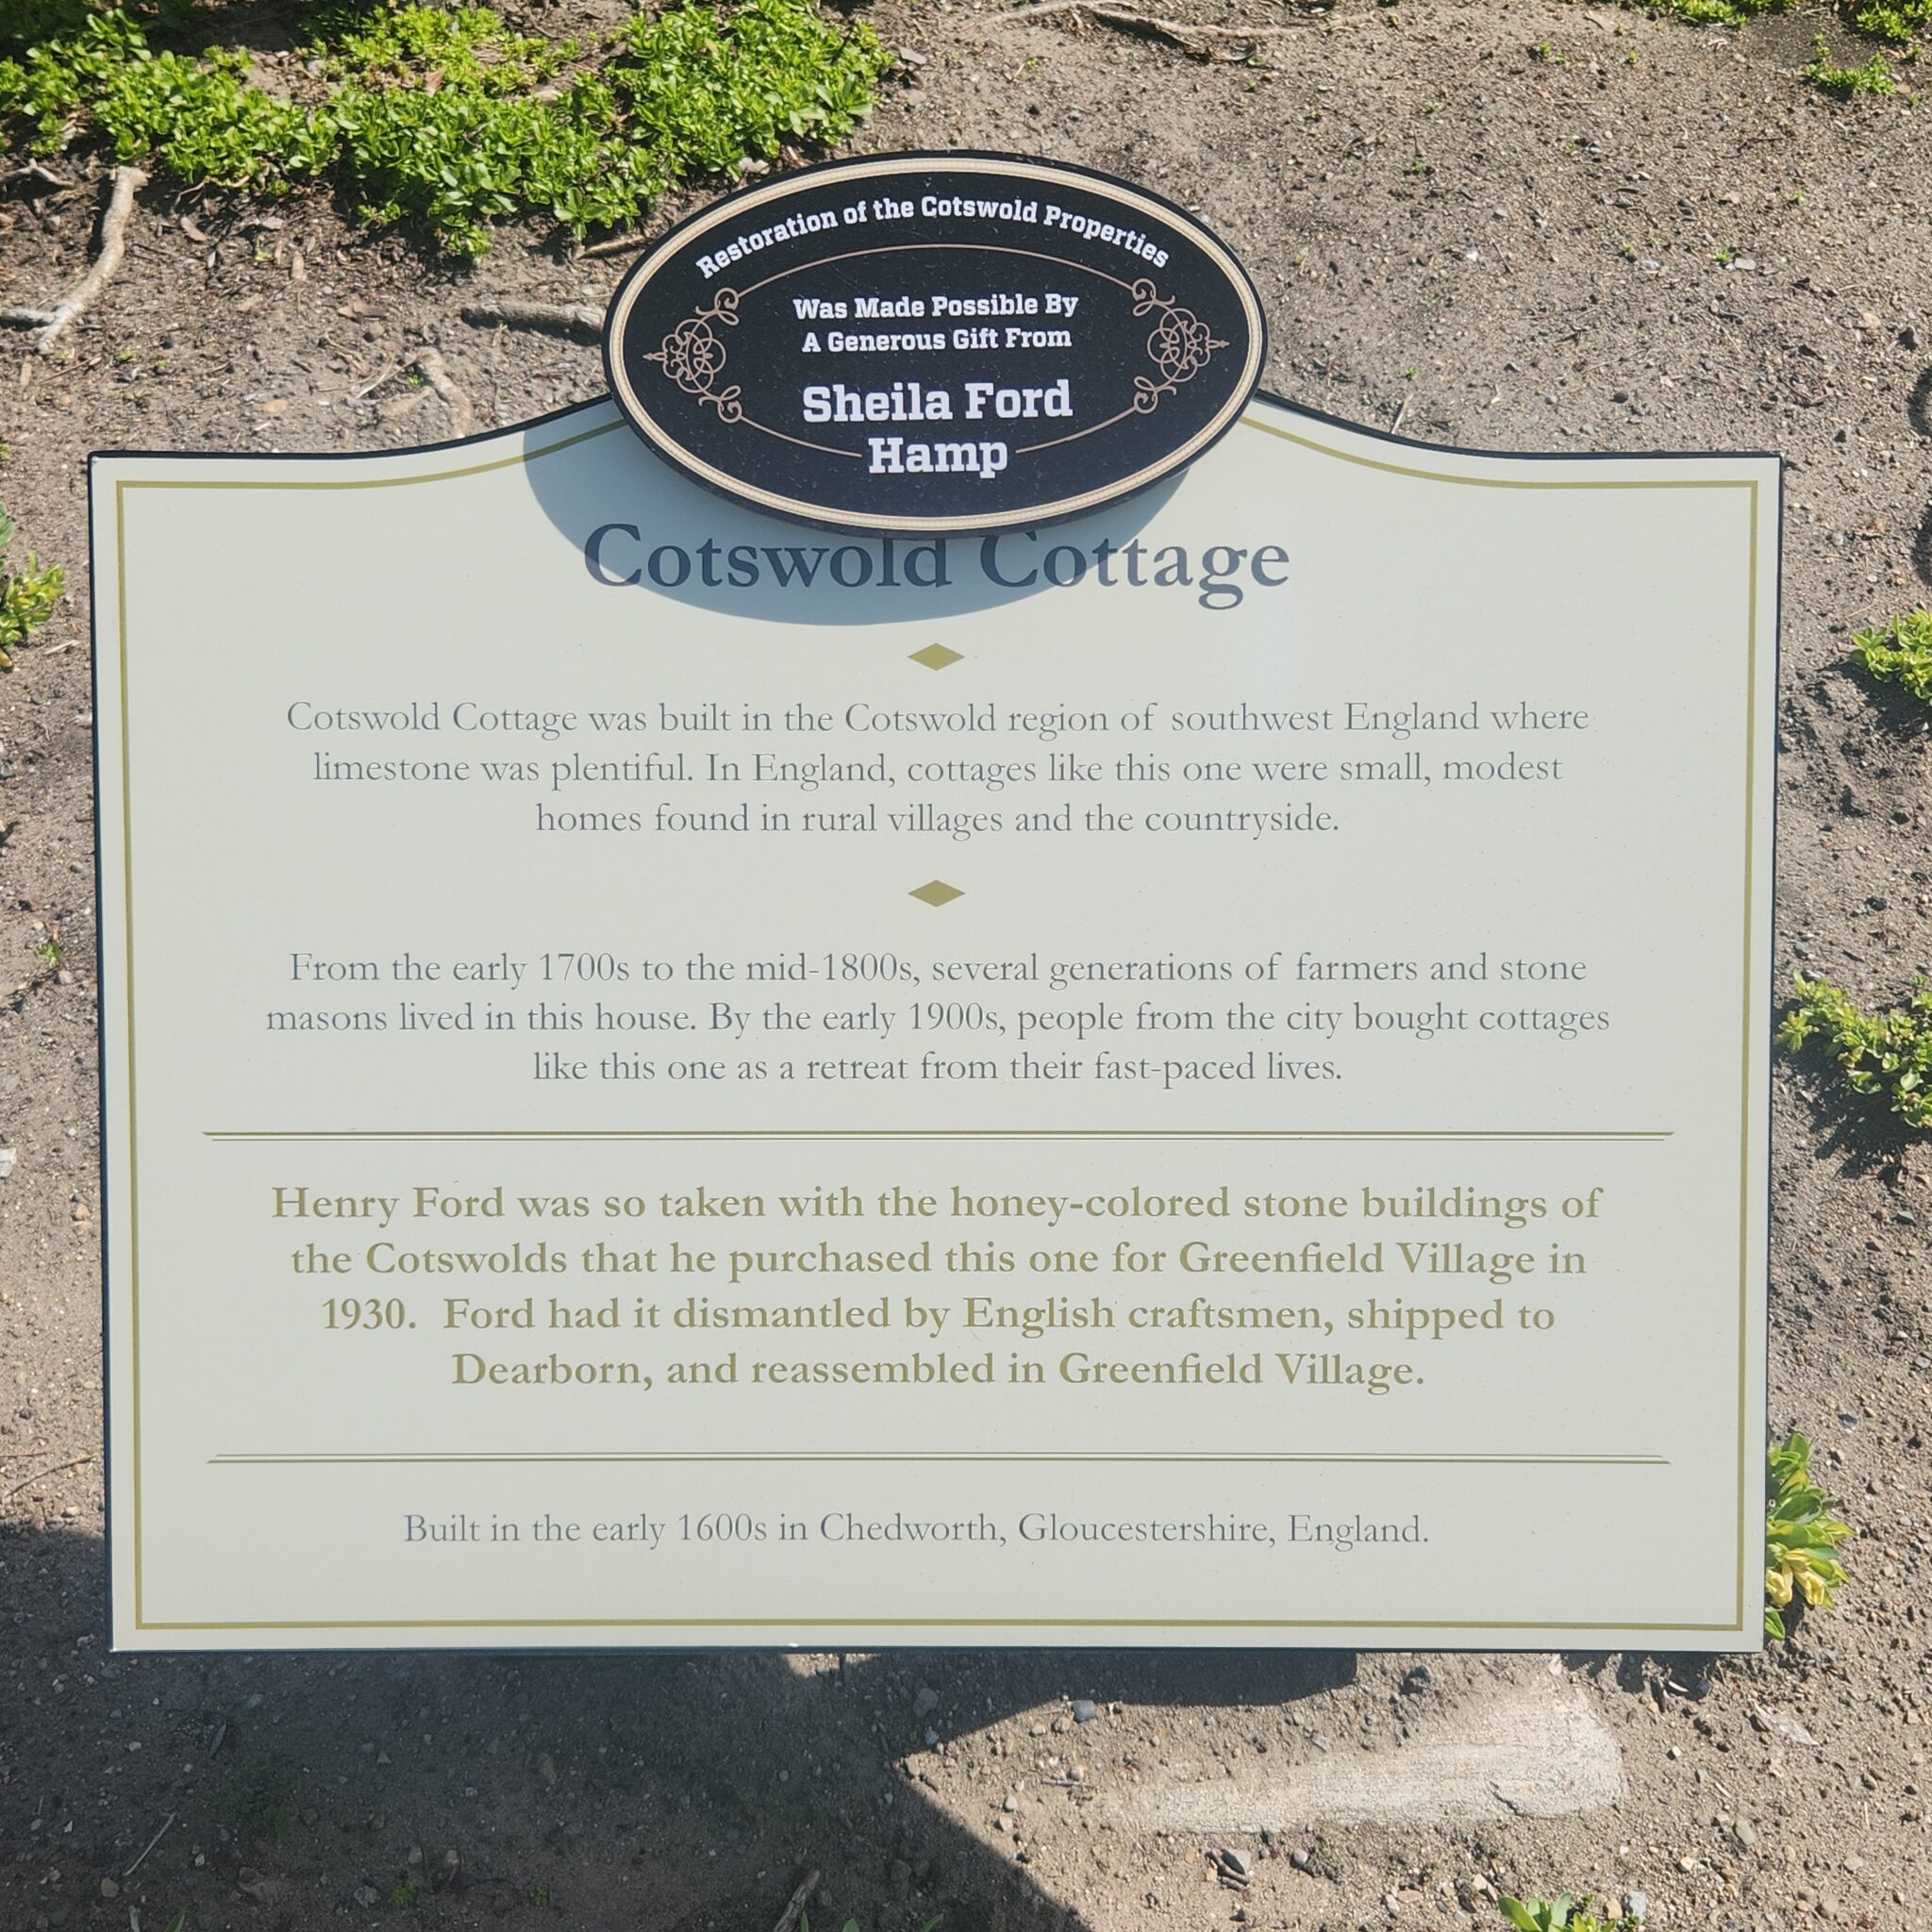 Restoration of the Cotswold Properties
Was Made Possible By
A Generous Gift From
Sheila Ford
Hamp
Cotswold Cottage
Cotswold Cottage was built in the Cotswold region of southwest England where
limestone was plentiful. In England, cottages like this one were small, modest
homes found in rural villages and the countryside.
From the early 1700s to the mid-1800s, several generations of farmers and stone
masons lived in this house. By the early 1900s, people from the city bought cottages
like this one as a retreat from their fast-paced lives.
Henry Ford was so taken with the honey-colored stone buildings of
the Cotswolds that he purchased this one for Greenfield Village in
1930. Ford had it dismantled by English craftsmen, shipped to
Dearborn, and reassembled in Greenfield Village.
Built in the early 1600s in Chedworth, Gloucestershire, England.